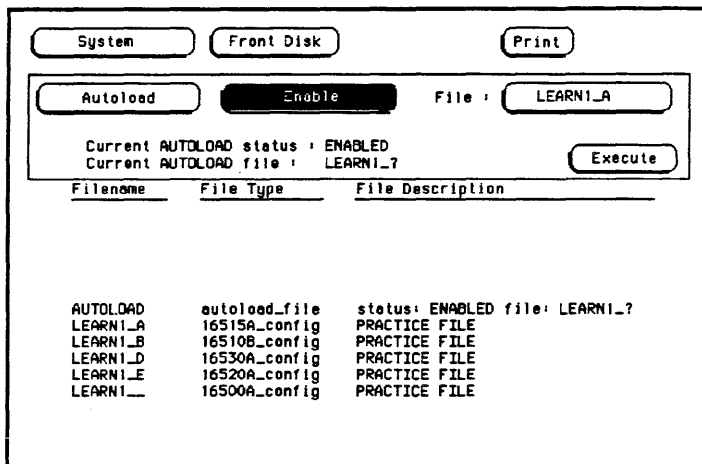 System Front Disk Print
Autoload Enable File : LEARN1_A
Current AUTOLOAD status : ENABLED
Current AUTOLOAD file : LEARN1_?
Execute
Filename File Type File Description
AUTOLOAD autoload_file status: ENABLED file: LEARN1_?
LEARN1_A 16515A_config PRACTICE FILE
LEARN1_B 16510B_config PRACTICE FILE
LEARN1_D 16530A_config PRACTICE FILE
LEARN1_E 16520A_config PRACTICE FILE
LEARN1__ 16500A_config PRACTICE FILE